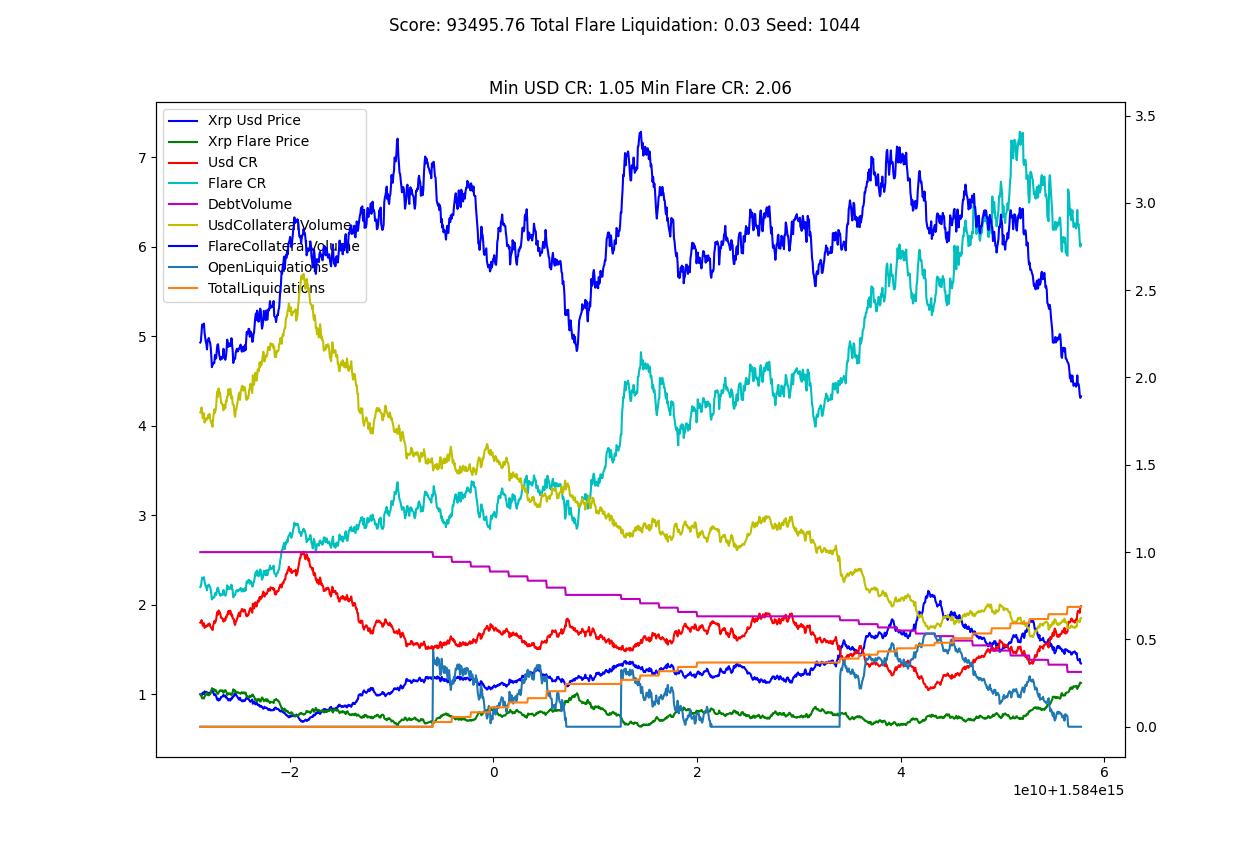 Score: 93495.76 Total Flare Liquidation: 0.03 Seed: 1044
Min USD CR: 1.05 Min Flare CR: 2.06
Xrp Usd Price
Xrp Flare Price
Usd CR
Flare CR
DebtVolume
UsdCollateralVolume
FlareCollateralVolume
OpenLiquidations
TotalLiquidations
7
6
5
4
3
2
1
3.5
3.0
2.5
2.0
1.5
1.0
0.5
0.0
−2
0
2
4
6
1e10+1.584e15